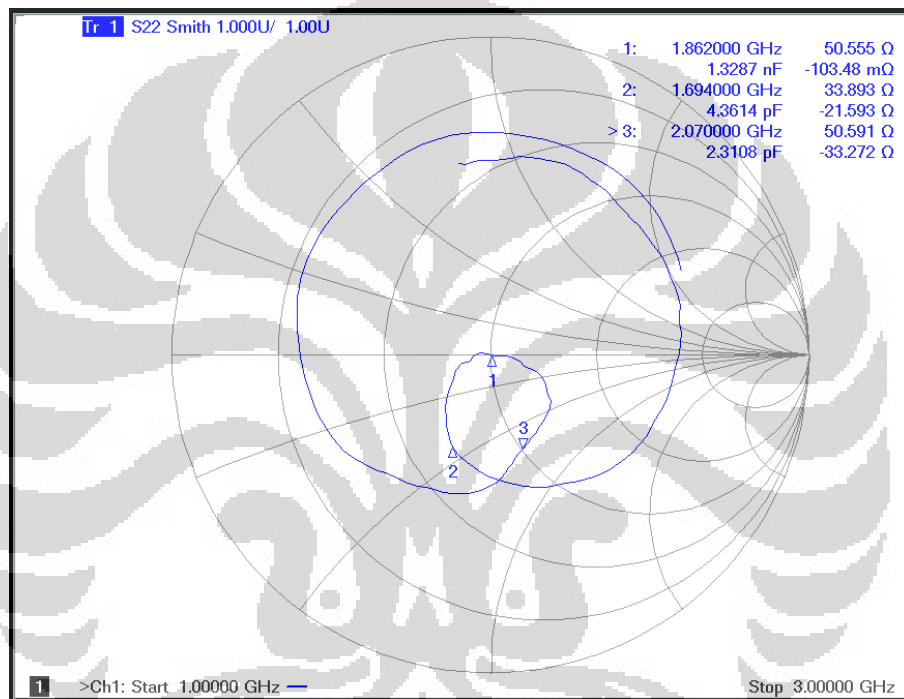 Tr 1 S22 Smith 1.000U/ 1.00U
1: 1.862000 GHz 50.555 Ω
1.3287 nF -103.48 mΩ
2: 1.694000 GHz 33.893 Ω
4.3614 pF -21.593 Ω
> 3: 2.070000 GHz 50.591 Ω
2.3108 pF -33.272 Ω
1
3
2
1 >Ch1: Start 1.00000 GHz Stop 3.00000 GHz